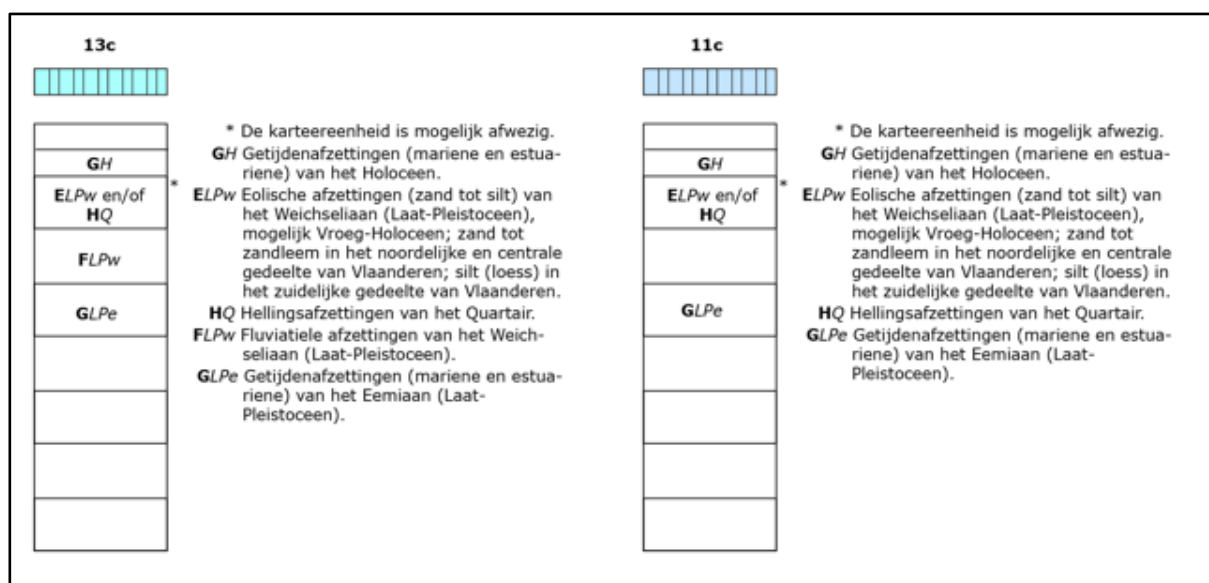 13c
GH
ELPw en/of
HQ
*
FLPw
GLPe
* De karteereenheid is mogelijk afwezig.
GH Getijdenafzettingen (mariene en estua-
riene) van het Holoceen.
ELPw Eolische afzettingen (zand tot silt) van
het Weichseliaan (Laat-Pleistoceen),
mogelijk Vroeg-Holoceen; zand tot
zandleem in het noordelijke en centrale
gedeelte van Vlaanderen; silt (loess) in
het zuidelijke gedeelte van Vlaanderen.
HQ Hellingsafzettingen van het Quartair.
FLPw Fluviatiele afzettingen van het Weich-
seliaan (Laat-Pleistoceen).
GLPe Getijdenafzettingen (mariene en estua-
riene) van het Eemiaan (Laat-
Pleistoceen).
11c
GH
ELPw en/of
HQ
*
GLPe
* De karteereenheid is mogelijk afwezig.
GH Getijdenafzettingen (mariene en estua-
riene) van het Holoceen.
ELPw Eolische afzettingen (zand tot silt) van
het Weichseliaan (Laat-Pleistoceen),
mogelijk Vroeg-Holoceen; zand tot
zandleem in het noordelijke en centrale
gedeelte van Vlaanderen; silt (loess) in
het zuidelijke gedeelte van Vlaanderen.
HQ Hellingsafzettingen van het Quartair.
GLPe Getijdenafzettingen (mariene en estua-
riene) van het Eemiaan (Laat-
Pleistoceen).